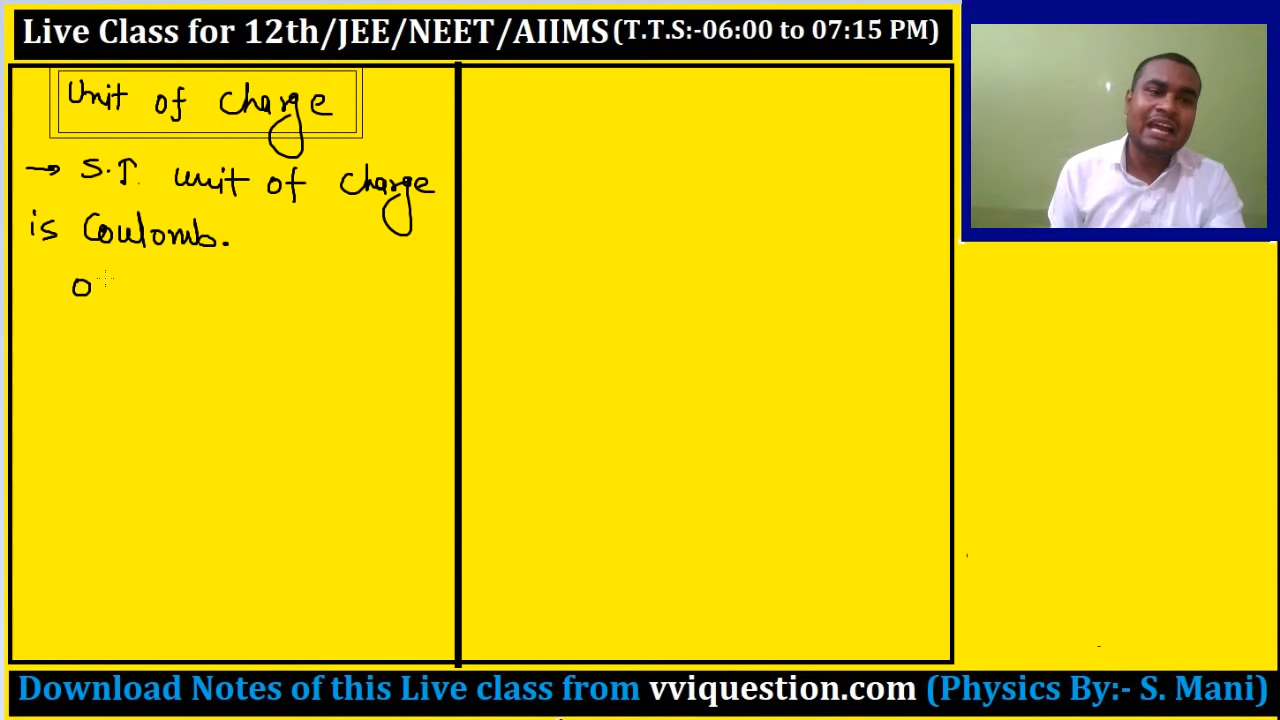 Live Class for 12th/JEE/NEET/AIIMS(T.T.S:-06:00 to 07:15 PM)
Unit of Charge
→ S.I. unit of charge
is Coulomb.
o
Download Notes of this Live class from vviquestion.com (Physics By:- S. Mani)